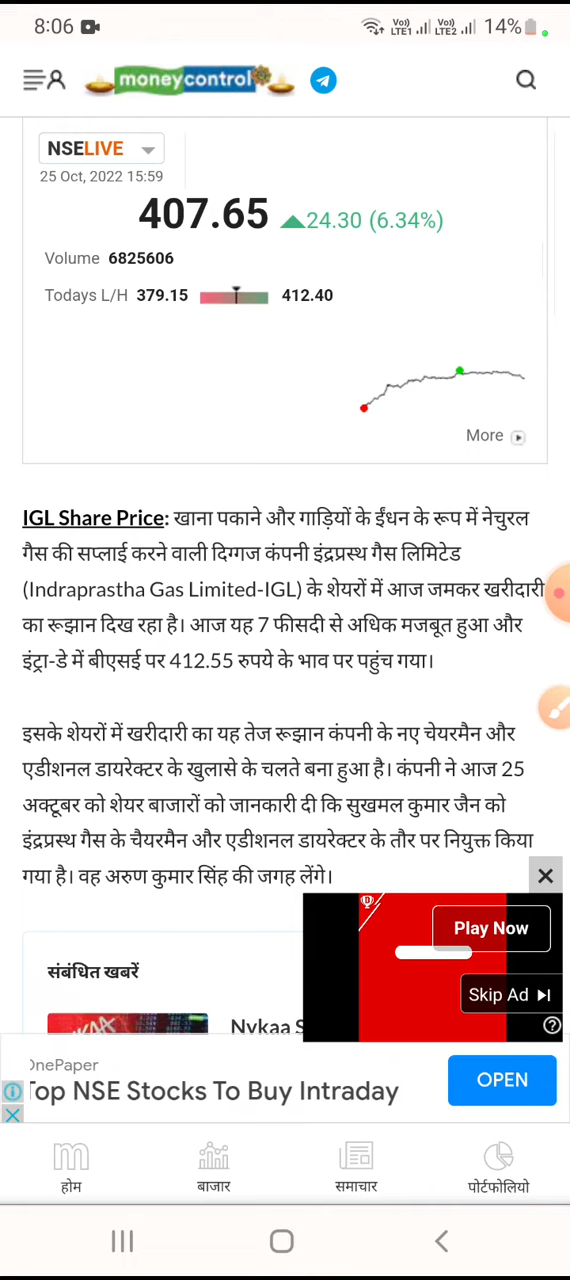 8:06 Vo) LTE1 Vo) LTE2 14%
moneycontrol
NSELIVE
25 Oct, 2022 15:59
407.65 24.30 (6.34%)
Volume 6825606
Todays L/H 379.15 412.40
More
IGL Share Price: खाना पकाने और गाड़ियों के ईंधन के रूप में नेचुरल
गैस की सप्लाई करने वाली दिग्गज कंपनी इंद्रप्रस्थ गैस लिमिटेड
(Indraprastha Gas Limited-IGL) के शेयरों में आज जमकर खरीदारी
का रूझान दिख रहा है। आज यह 7 फीसदी से अधिक मजबूत हुआ और
इंट्रा-डे में बीएसई पर 412.55 रुपये के भाव पर पहुंच गया।
इसके शेयरों में खरीदारी का यह तेज रूझान कंपनी के नए चेयरमैन और
एडीशनल डायरेक्टर के खुलासे के चलते बना हुआ है। कंपनी ने आज 25
अक्टूबर को शेयर बाजारों को जानकारी दी कि सुखमल कुमार जैन को
इंद्रप्रस्थ गैस के चैयरमैन और एडीशनल डायरेक्टर के तौर पर नियुक्त किया
गया है। वह अरुण कुमार सिंह की जगह लेंगे।
Play Now
संबंधित खबरें
Skip Ad
Nykaa S
OnePaper
Top NSE Stocks To Buy Intraday
OPEN
होम बाजार समाचार पोर्टफोलियो